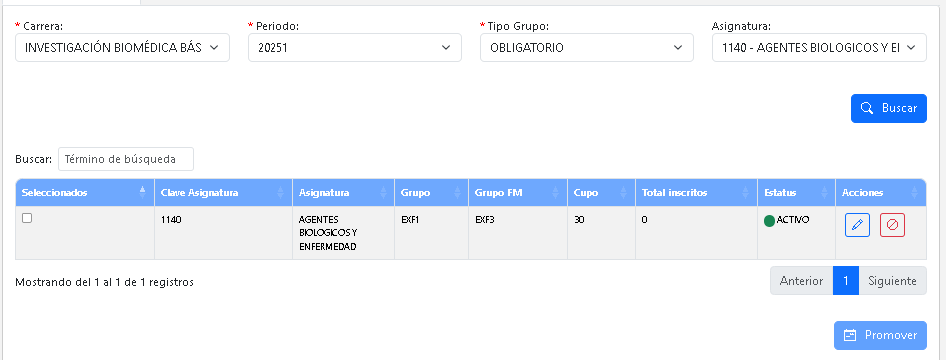 * Carrera: * Periodo: * Tipo Grupo: Asignatura:
INVESTIGACIÓN BIOMÉDICA BÁS 20251 OBLIGATORIO 1140 - AGENTES BIOLOGICOS Y EI
Buscar
Buscar: Término de búsqueda
Seleccionados Clave Asignatura Asignatura Grupo Grupo FM Cupo Total inscritos Estatus Acciones
1140 AGENTES BIOLOGICOS Y ENFERMEDAD EXF1 EXF3 30 0 ACTIVO
Mostrando del 1 al 1 de 1 registros
Anterior 1 Siguiente
Promover